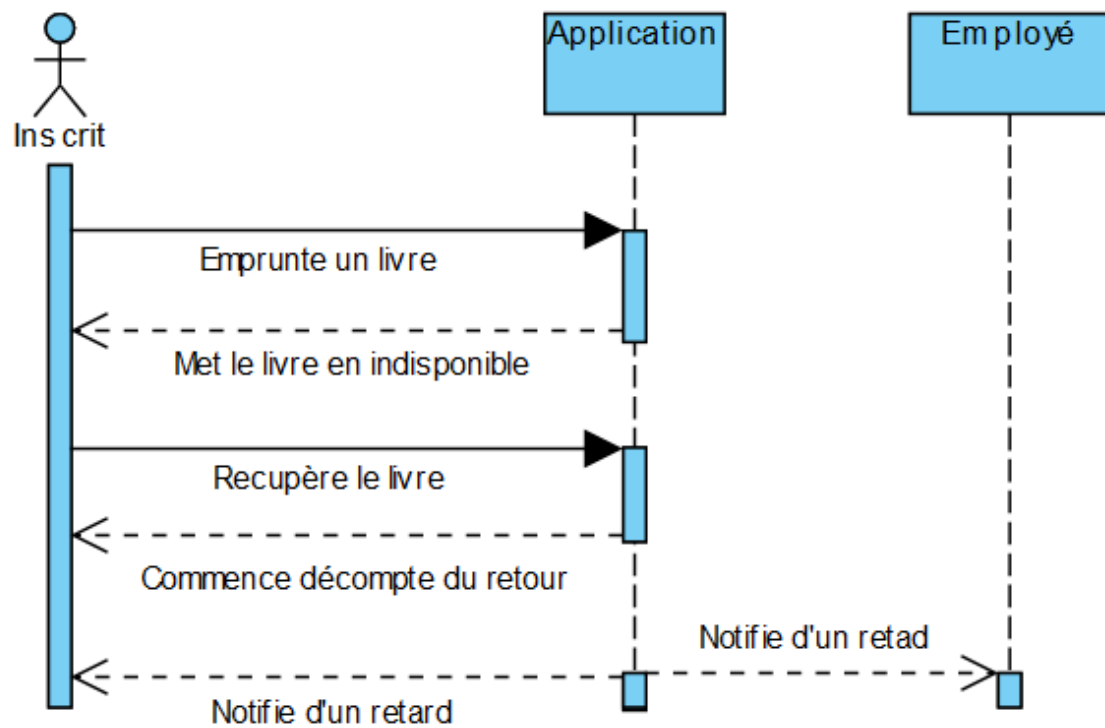 Application
Employé
Inscrit
Emprunte un livre
Met le livre en indisponible
Recupère le livre
Commence décompte du retour
Notifie d'un retad
Notifie d'un retard